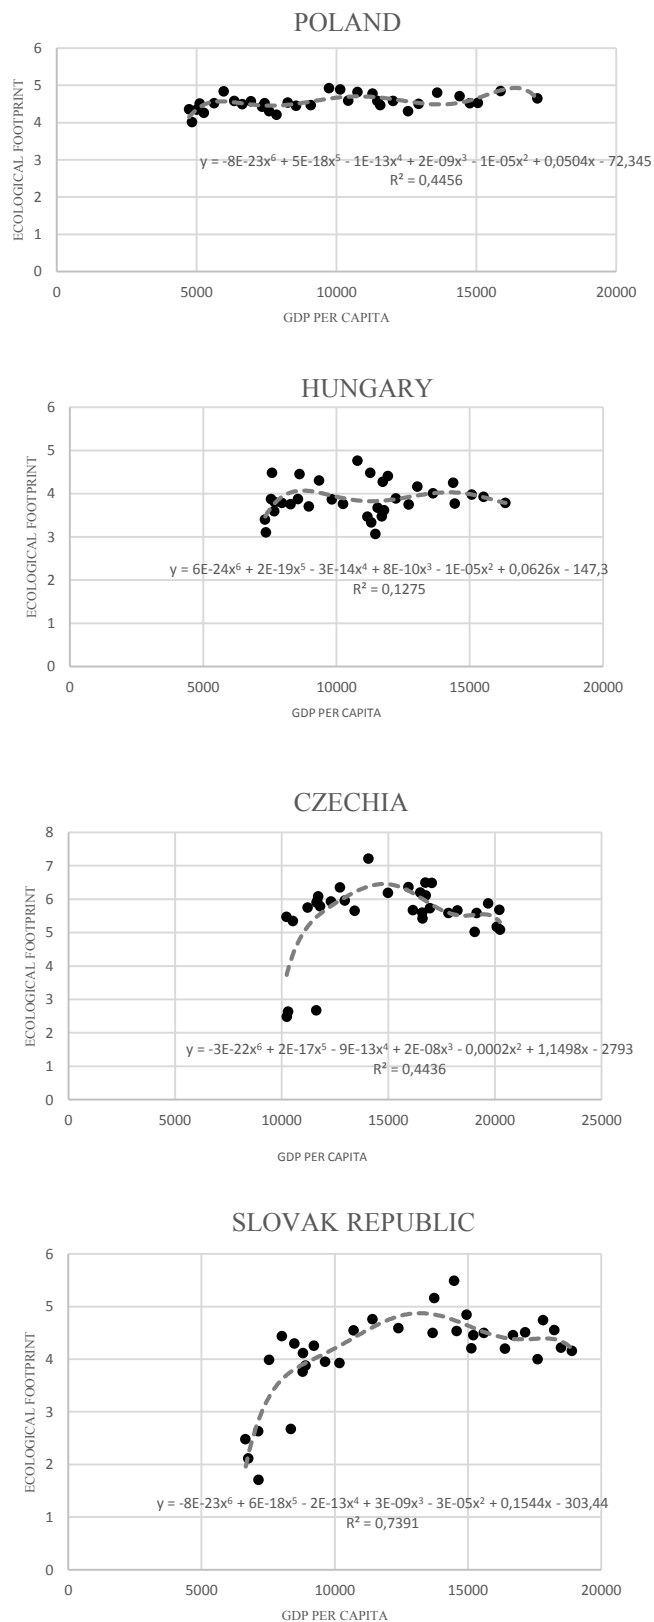 POLAND
6
5
4
3
2
1
0
ECOLOGICAL FOOTPRINT
y = -8E-23x⁶ + 5E-18x⁵ - 1E-13x⁴ + 2E-09x³ - 1E-05x² + 0,0504x - 72,345
R² = 0,4456
0 5000 10000 15000 20000
GDP PER CAPITA
HUNGARY
6
5
4
3
2
1
0
ECOLOGICAL FOOTPRINT
y = 6E-24x⁶ + 2E-19x⁵ - 3E-14x⁴ + 8E-10x³ - 1E-05x² + 0,0626x - 147,3
R² = 0,1275
0 5000 10000 15000 20000
GDP PER CAPITA
CZECHIA
8
7
6
5
4
3
2
1
0
ECOLOGICAL FOOTPRINT
y = -3E-22x⁶ + 2E-17x⁵ - 9E-13x⁴ + 2E-08x³ - 0,0002x² + 1,1498x - 2793
R² = 0,4436
0 5000 10000 15000 20000 25000
GDP PER CAPITA
SLOVAK REPUBLIC
6
5
4
3
2
1
0
ECOLOGICAL FOOTPRINT
y = -8E-23x⁶ + 6E-18x⁵ - 2E-13x⁴ + 3E-09x³ - 3E-05x² + 0,1544x - 303,44
R² = 0,7391
0 5000 10000 15000 20000
GDP PER CAPITA